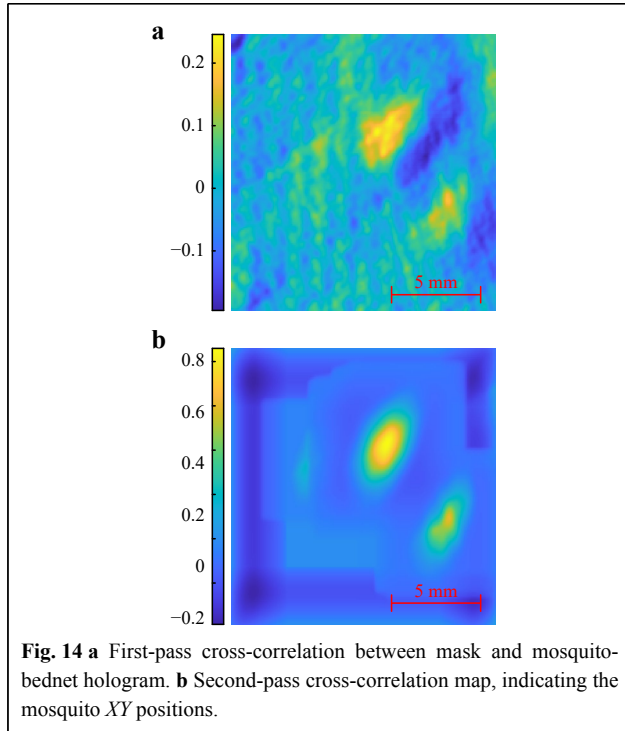 a
0.2
0.1
0
−0.1
5 mm
b
0.8
0.6
0.4
0.2
0
−0.2
5 mm
Fig. 14 a First-pass cross-correlation between mask and mosquito-
bednet hologram. b Second-pass cross-correlation map, indicating the
mosquito XY positions.